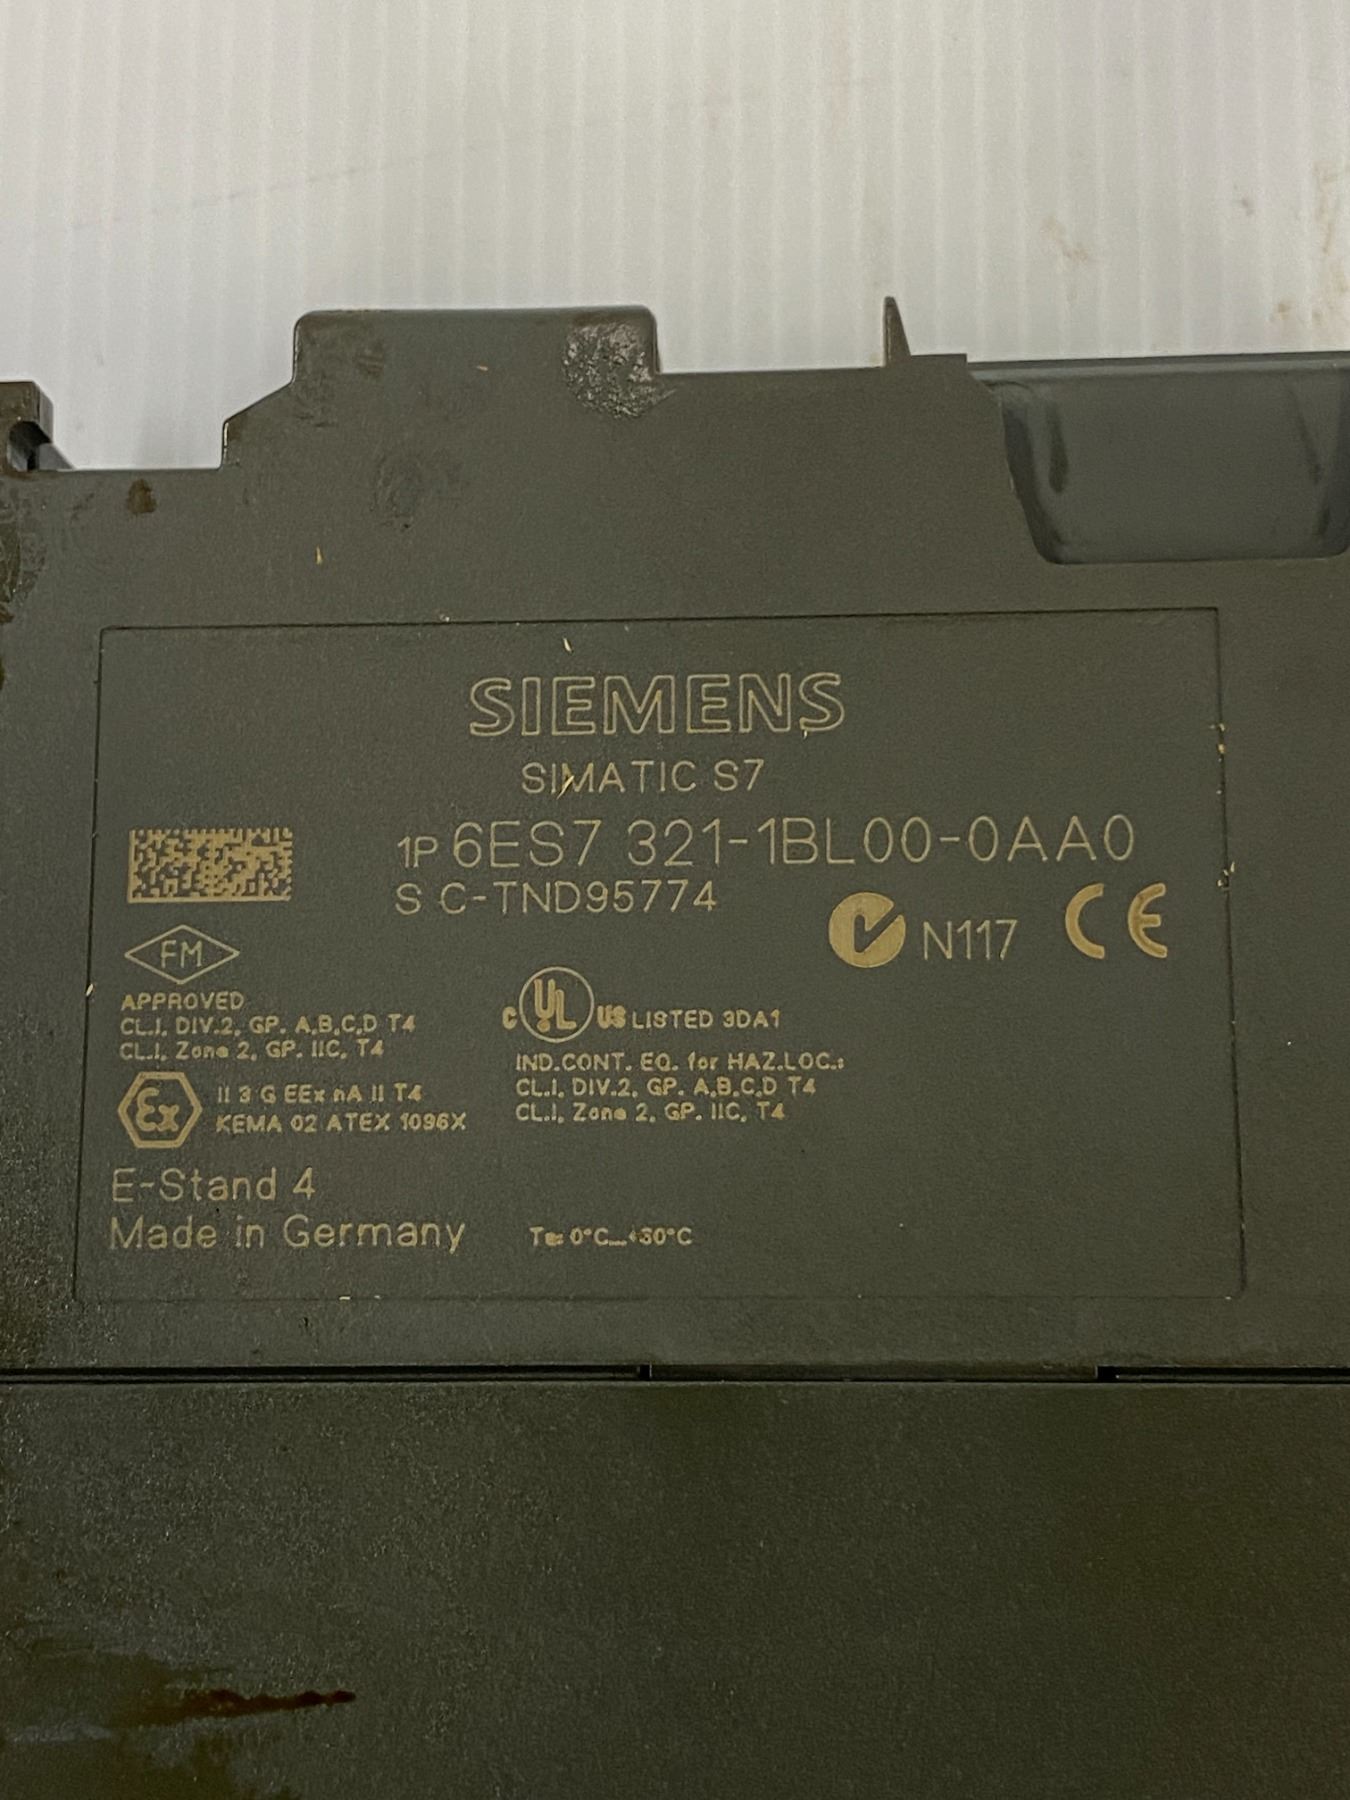 SIEMENS
SIMATIC S7
1P 6ES7 321-1BL00-0AA0
S C-TND95774
N117 CE
FM
APPROVED
CL.I, DIV.2, GP. A,B,C,D T4
CL.I, Zone 2, GP. IIC, T4
C UL US LISTED 3DA1
IND.CONT. EQ. for HAZ.LOC.:
CL.I, DIV.2, GP. A,B,C,D T4
CL.I, Zone 2, GP. IIC, T4
Ex II 3 G EEx nA II T4
KEMA 02 ATEX 1096X
E-Stand 4
Made in Germany